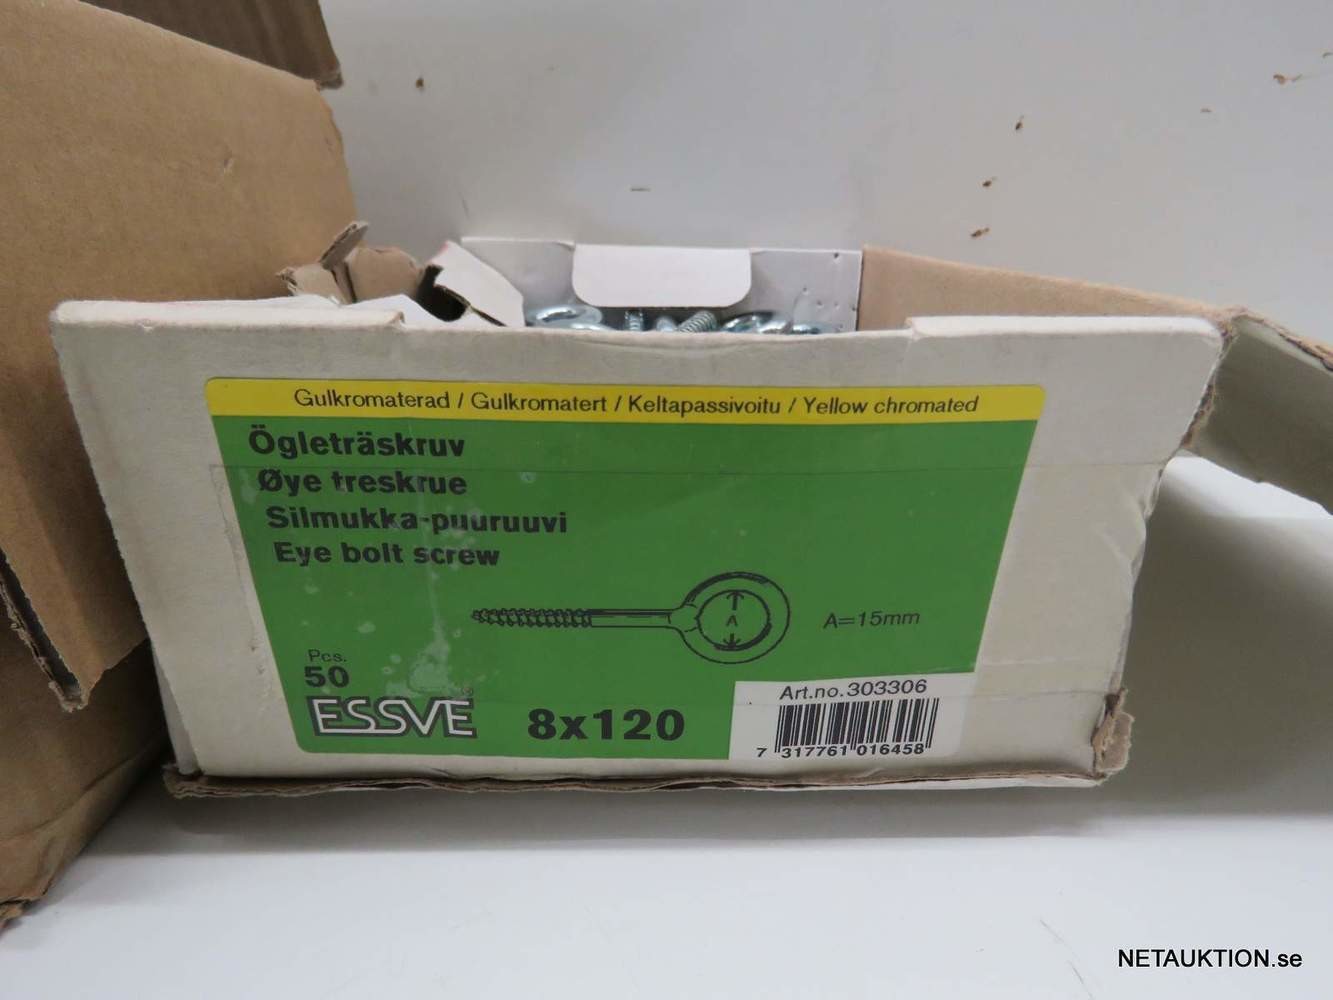 Gulkromaterad / Gulkromatert / Keltapassivoitu / Yellow chromated
Ögleträskruv
Øye treskrue
Silmukka-puuruuvi
Eye bolt screw
A
A=15mm
Pcs.
50
ESSVE®
8x120
Art.no. 303306
7 317761 016458
NETAUKTION.se